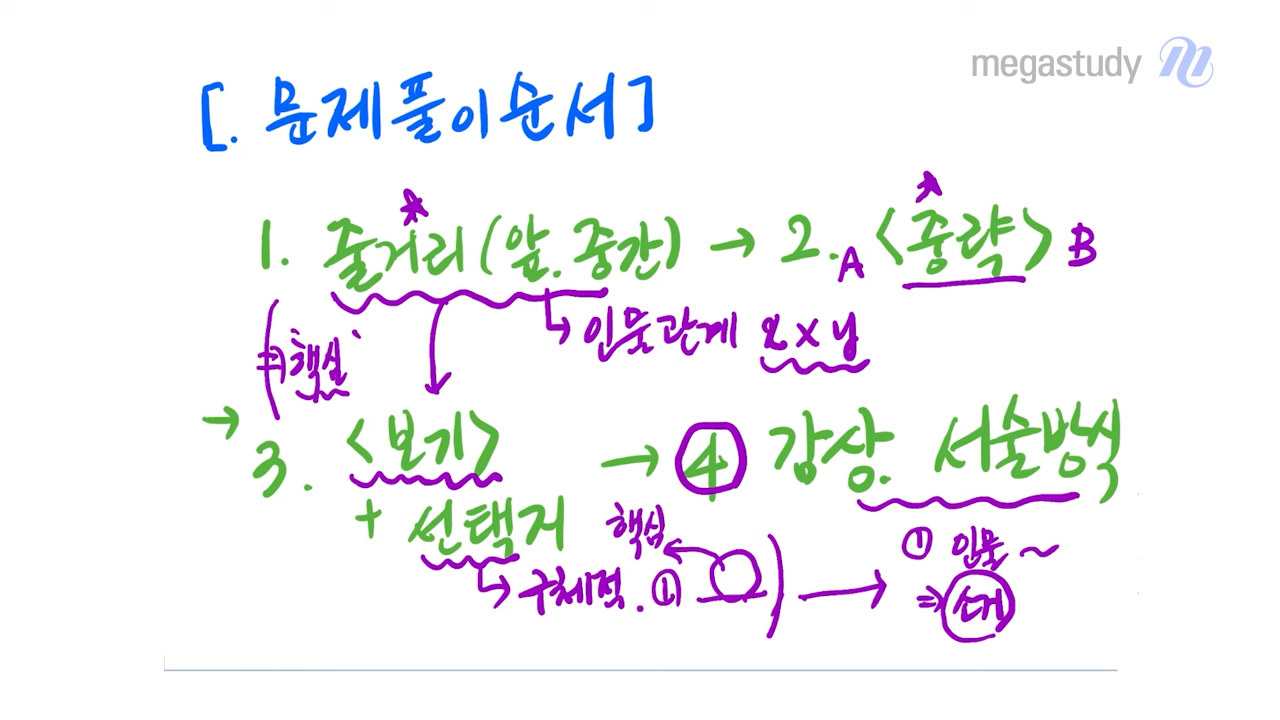 megastudy
[. 문제풀이순서]
1. 줄거리(앞.중간) → 2. A <중략> B
→ 인물관계 x x y
⇒ "핵심"
→ 3. <보기> → ④ 감상. 서술방식
+ 선택지
핵심
① 인물 ~
↳ 구체적. ①
⇒